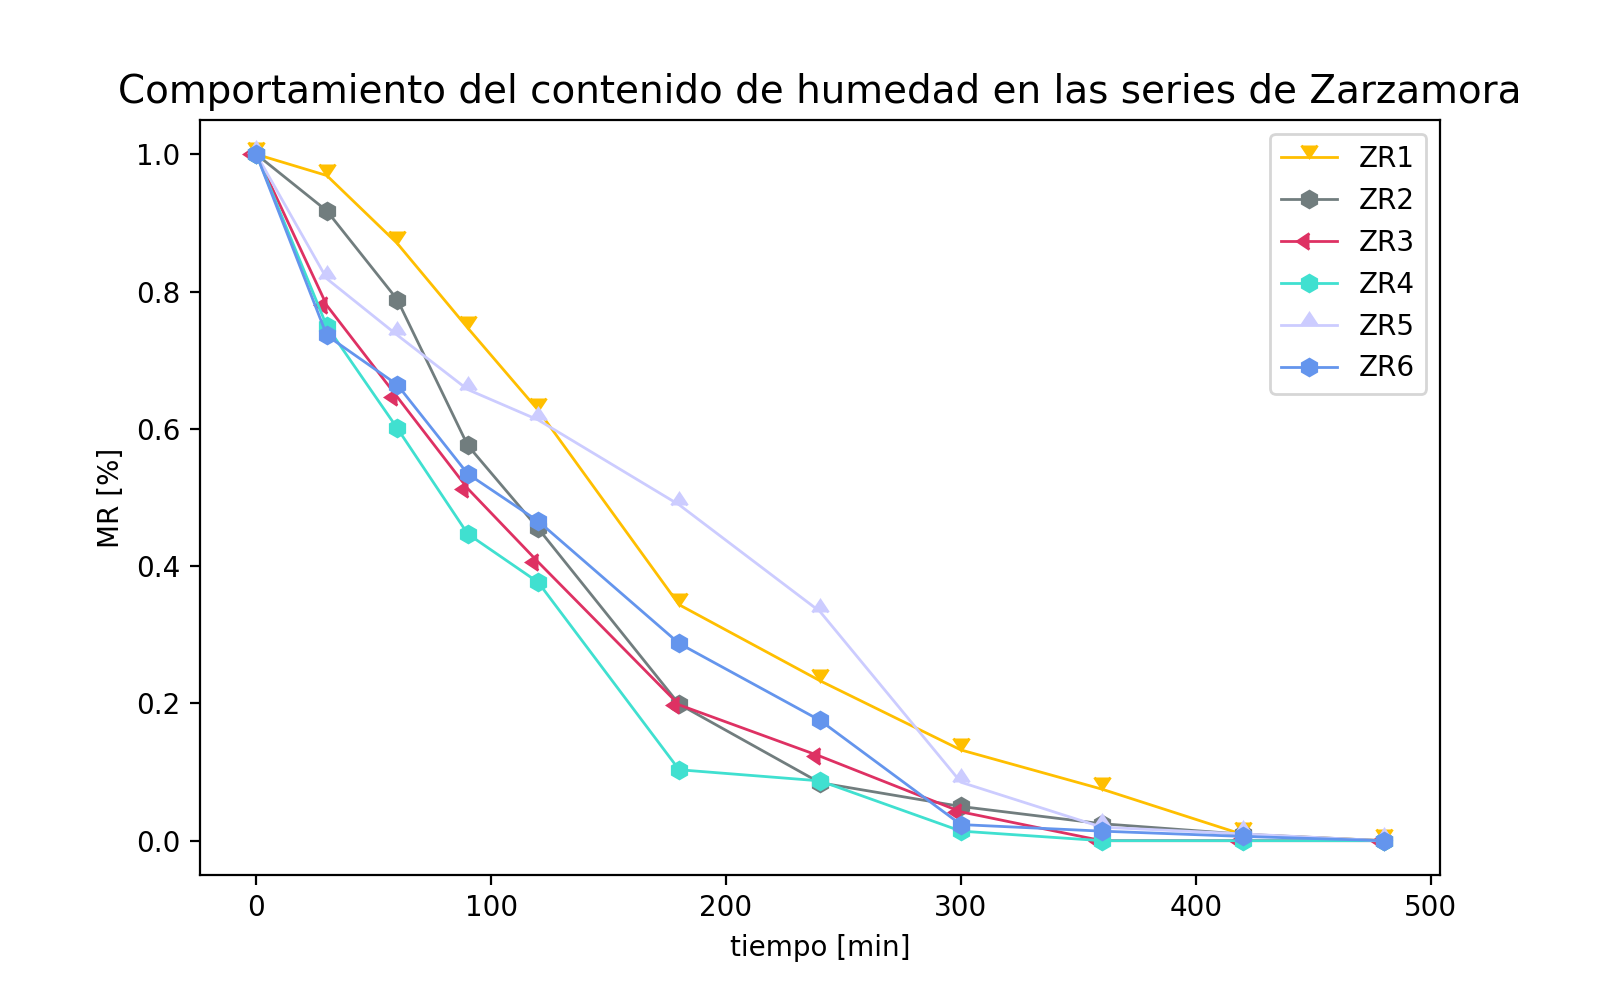 Comportamiento del contenido de humedad en las series de Zarzamora
1.0
0.8
0.6
0.4
0.2
0.0
MR [%]
ZR1
ZR2
ZR3
ZR4
ZR5
ZR6
0 100 200 300 400 500
tiempo [min]